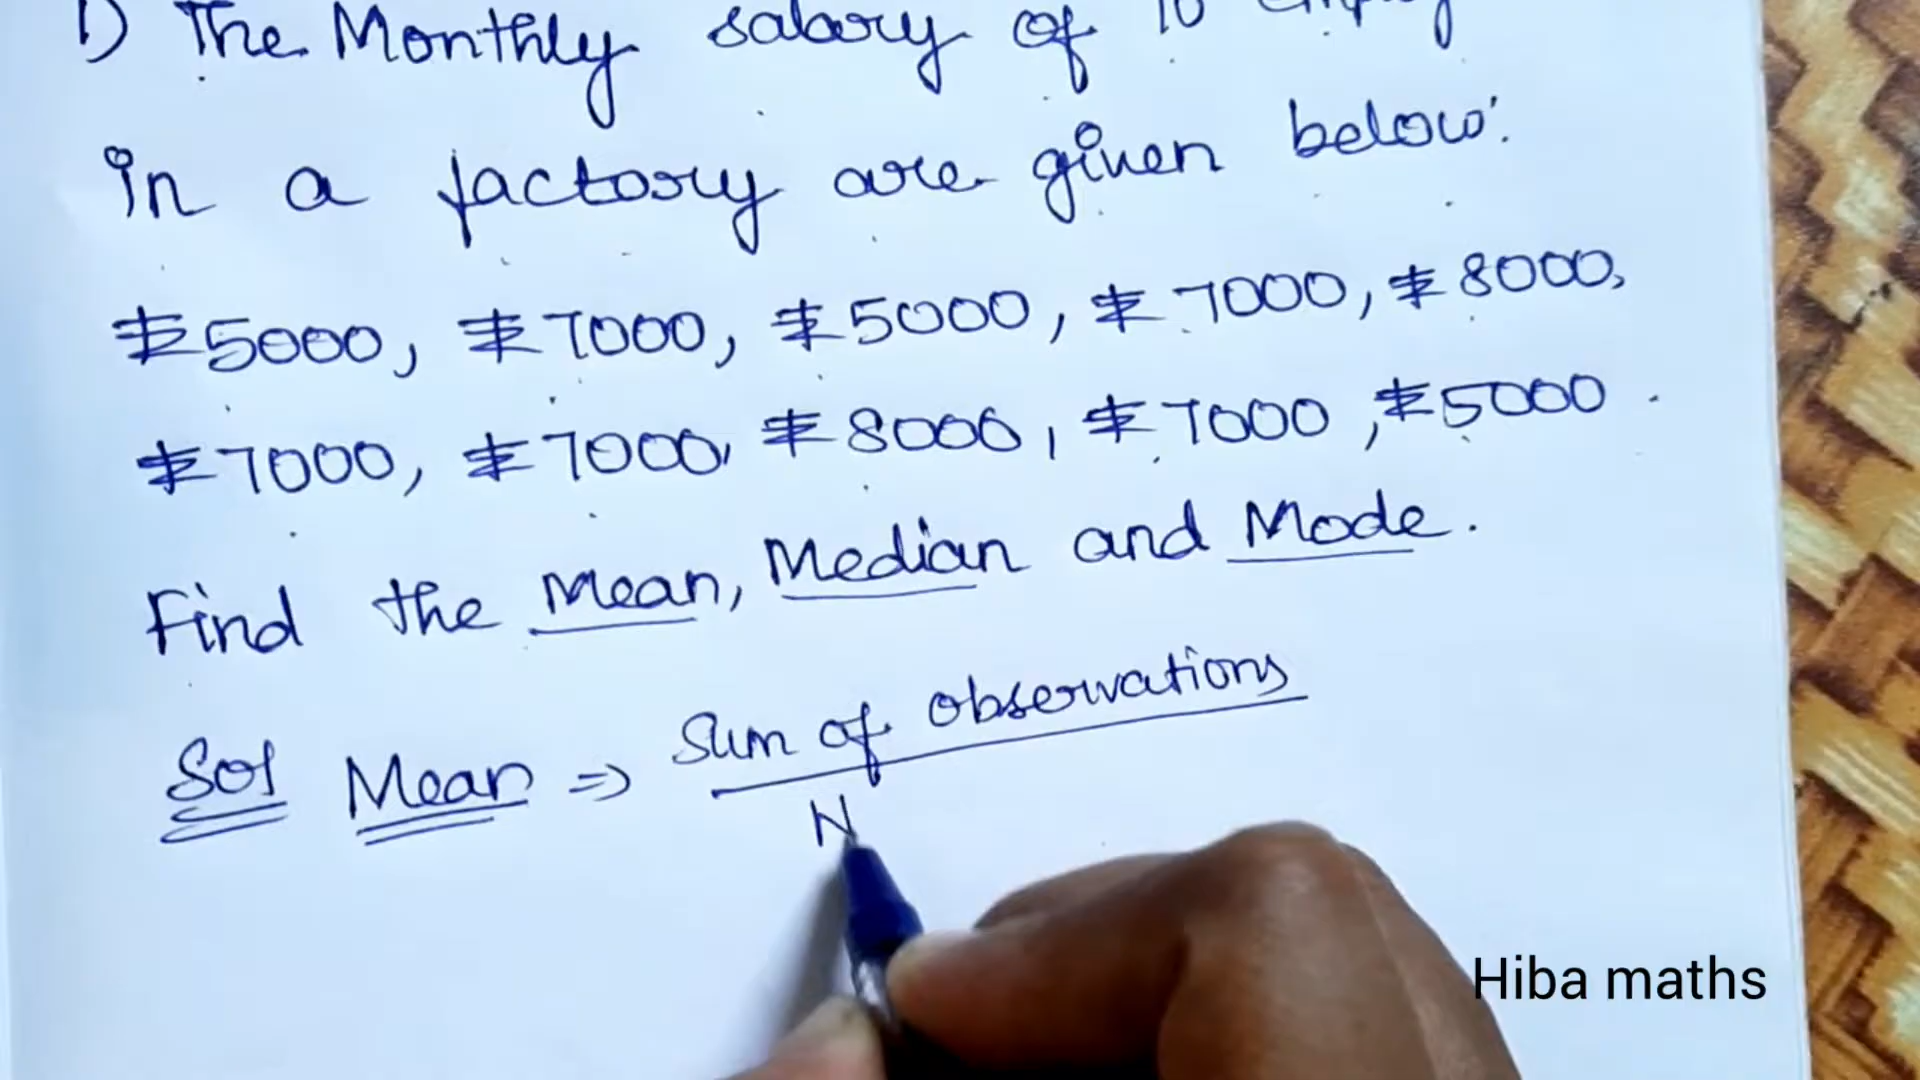 1) The Monthly salary of 10
in a factory are given below:
₹5000, ₹7000, ₹5000, ₹7000, ₹8000,
₹7000, ₹7000, ₹8000, ₹7000, ₹5000.
Find the Mean, Median and Mode.
Sol Mean ⇒ Sum of observations
N
Hiba maths